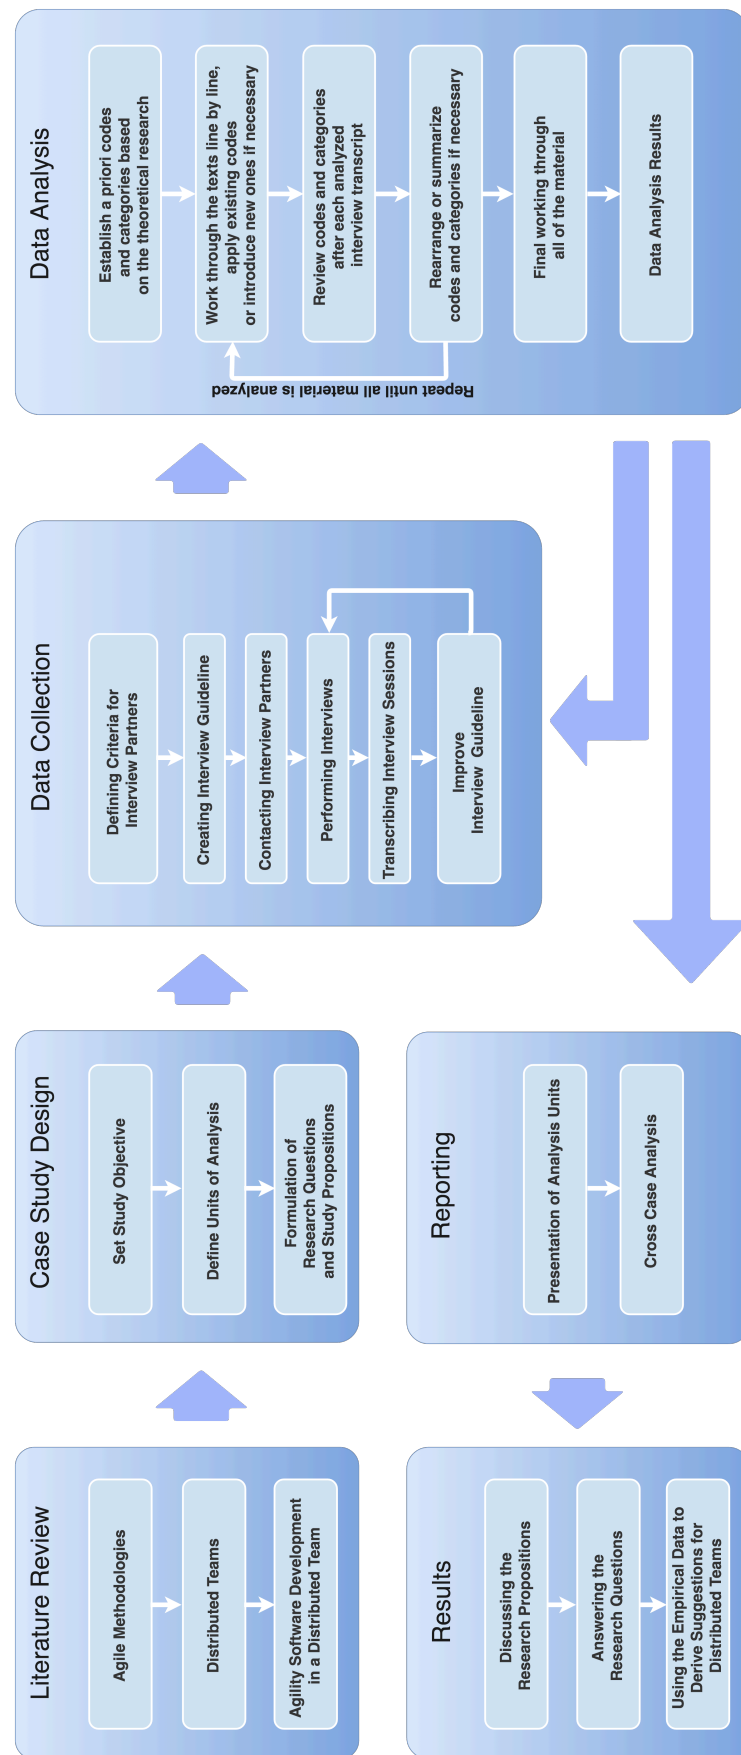 Literature Review
Agile Methodologies
Distributed Teams
Agility Software Development
in a Distributed Team
Case Study Design
Set Study Objective
Define Units of Analysis
Formulation of
Research Questions
and Study Propositions
Data Collection
Defining Criteria for
Interview Partners
Creating Interview Guideline
Contacting Interview Partners
Performing Interviews
Transcribing Interview Sessions
Improve
Interview Guideline
Data Analysis
Establish a priori codes
and categories based
on the theoretical research
Work through the texts line by line,
apply existing codes
or introduce new ones if necessary
Review codes and categories
after each analyzed
interview transcript
Rearrange or summarize
codes and categories if necessary
Final working through
all of the material
Data Analysis Results
Repeat until all material is analyzed
Reporting
Presentation of Analysis Units
Cross Case Analysis
Results
Discussing the
Research Propositions
Answering the
Research Questions
Using the Empirical Data to
Derive Suggestions for
Distributed Teams